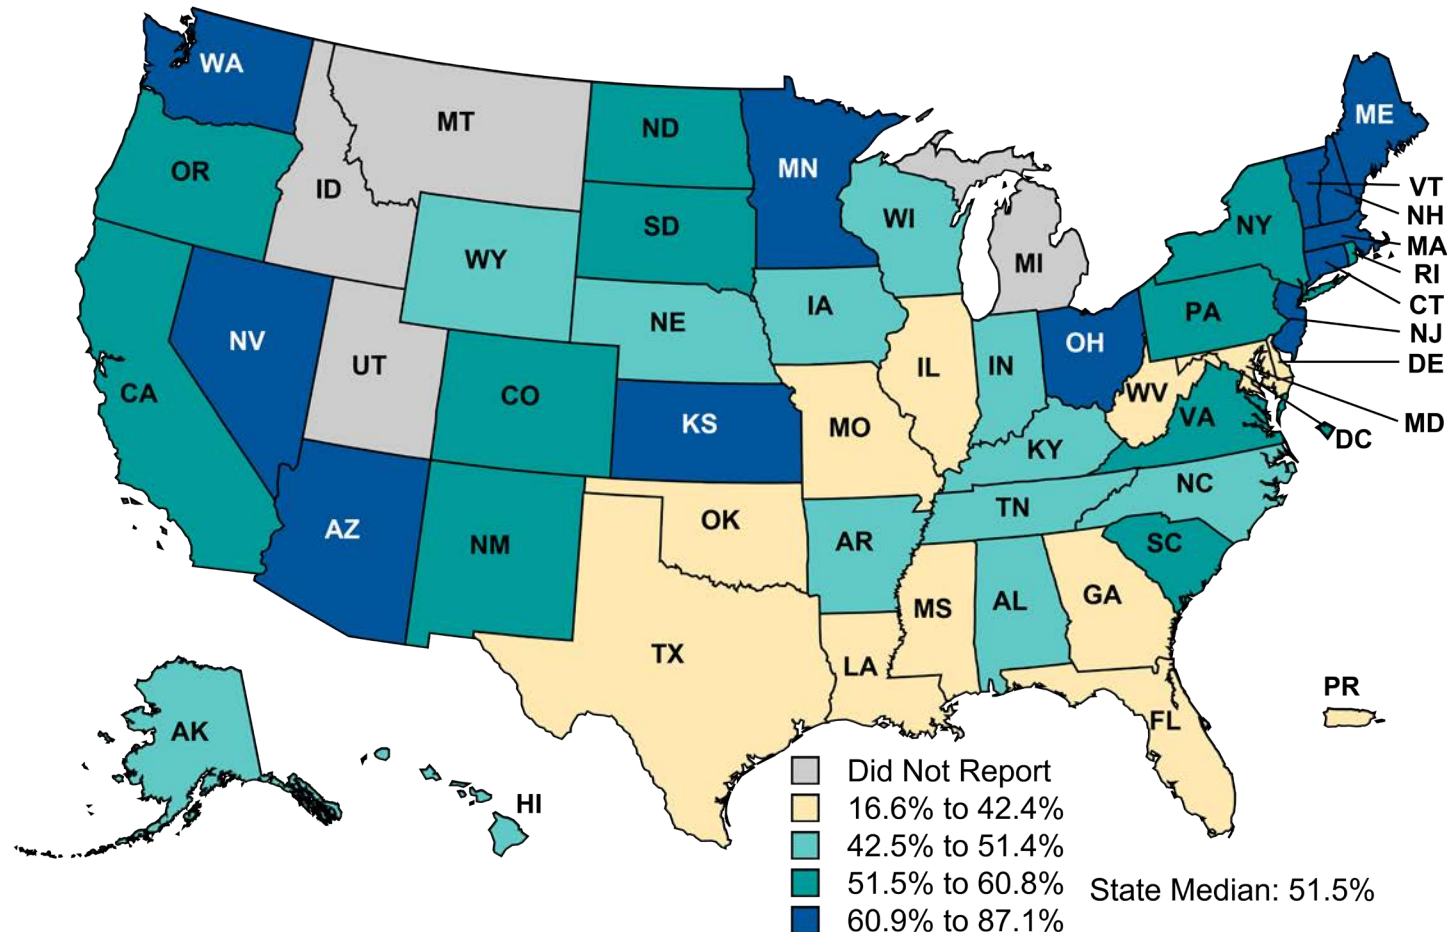 WA
MT
ND
MN
ME
OR
ID
SD
WI
NY
VT
NH
MA
RI
CT
NJ
DE
MD
DC
WY
MI
IA
NE
PA
NV
UT
CA
CO
KS
MO
IL
IN
OH
WV
VA
KY
NC
TN
AZ
NM
OK
AR
SC
MS
AL
GA
TX
LA
FL
PR
AK
HI
Did Not Report
16.6% to 42.4%
42.5% to 51.4%
51.5% to 60.8%
60.9% to 87.1%
State Median: 51.5%